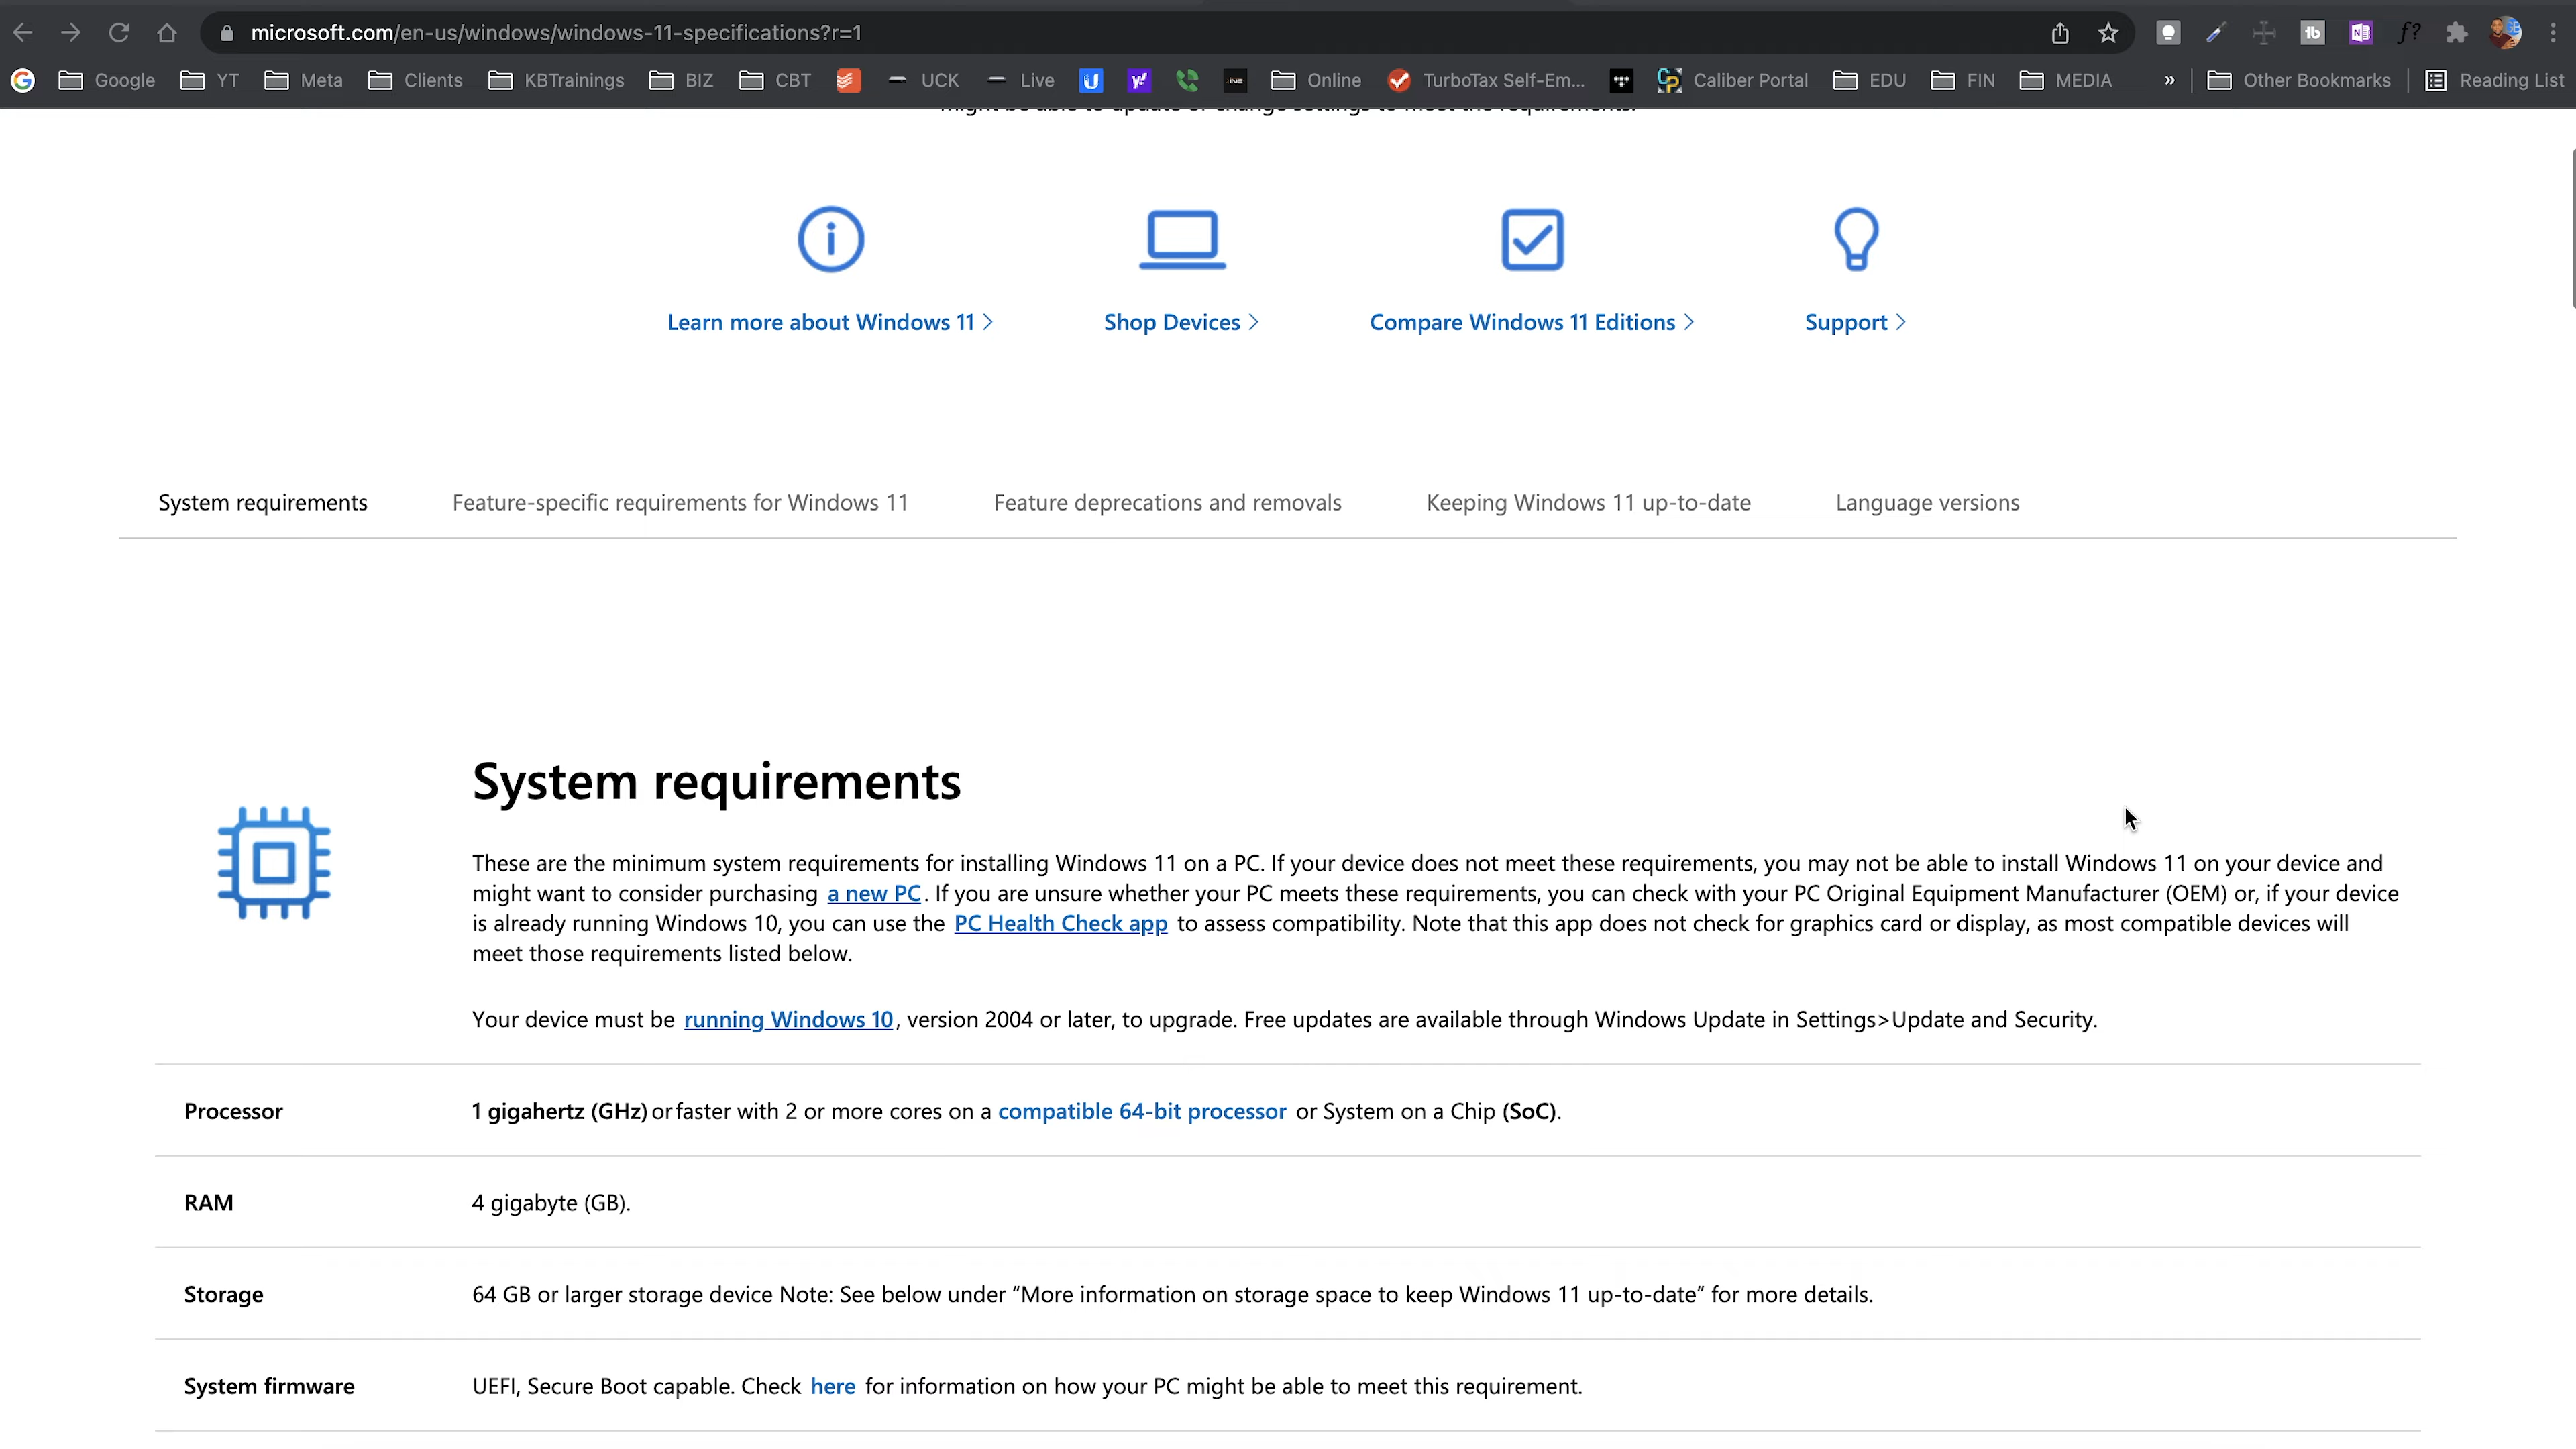 microsoft.com/en-us/windows/windows-11-specifications?r=1
Google YT Meta Clients KBTrainings BIZ CBT UCK Live Online TurboTax Self-Em... Caliber Portal EDU FIN MEDIA » Other Bookmarks Reading List
might be able to update or change settings to meet the requirements.
Learn more about Windows 11 Shop Devices Compare Windows 11 Editions Support
System requirements Feature-specific requirements for Windows 11 Feature deprecations and removals Keeping Windows 11 up-to-date Language versions
System requirements
These are the minimum system requirements for installing Windows 11 on a PC. If your device does not meet these requirements, you may not be able to install Windows 11 on your device and
might want to consider purchasing a new PC. If you are unsure whether your PC meets these requirements, you can check with your PC Original Equipment Manufacturer (OEM) or, if your device
is already running Windows 10, you can use the PC Health Check app to assess compatibility. Note that this app does not check for graphics card or display, as most compatible devices will
meet those requirements listed below.
Your device must be running Windows 10, version 2004 or later, to upgrade. Free updates are available through Windows Update in Settings>Update and Security.
Processor 1 gigahertz (GHz) or faster with 2 or more cores on a compatible 64-bit processor or System on a Chip (SoC).
RAM 4 gigabyte (GB).
Storage 64 GB or larger storage device Note: See below under "More information on storage space to keep Windows 11 up-to-date" for more details.
System firmware UEFI, Secure Boot capable. Check here for information on how your PC might be able to meet this requirement.